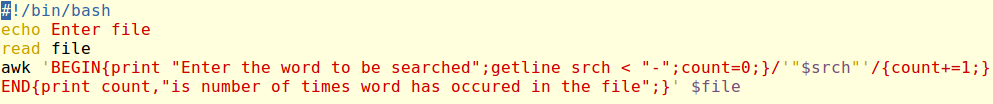 #!/bin/bash
echo Enter file
read file
awk 'BEGIN{print "Enter the word to be searched";getline srch < "-";count=0;}/'"$srch"'/{count+=1;}
END{print count,"is number of times word has occured in the file";}' $file